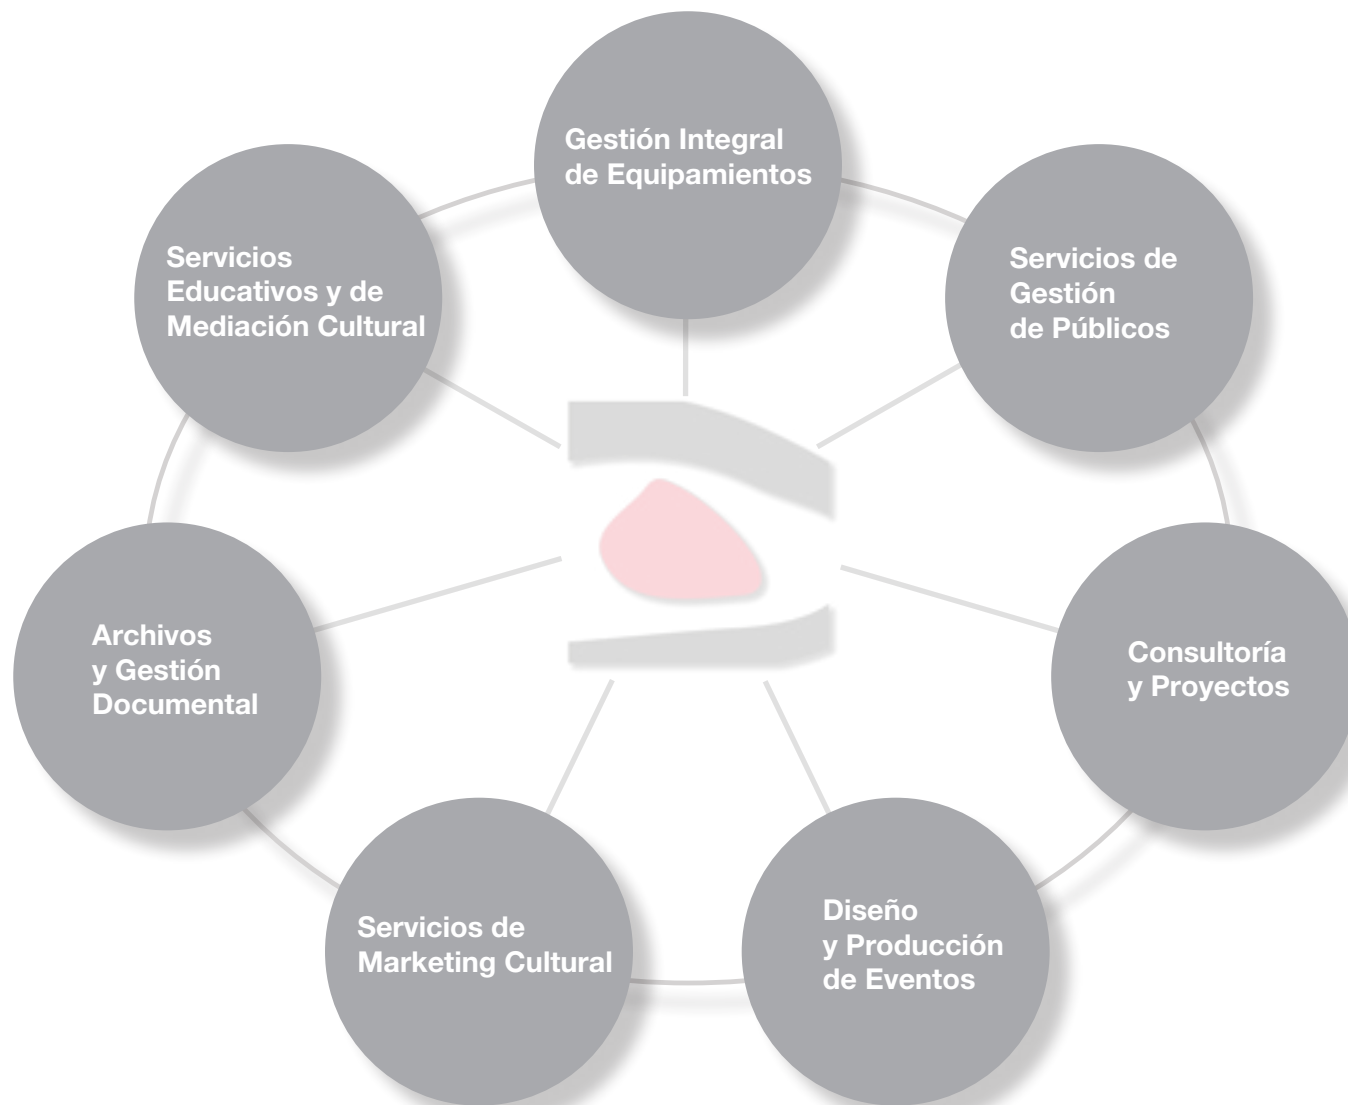 Gestión Integral
de Equipamientos
Servicios
Educativos y de
Mediación Cultural
Servicios de
Gestión
de Públicos
Archivos
y Gestión
Documental
Consultoría
y Proyectos
Servicios de
Marketing Cultural
Diseño
y Producción
de Eventos